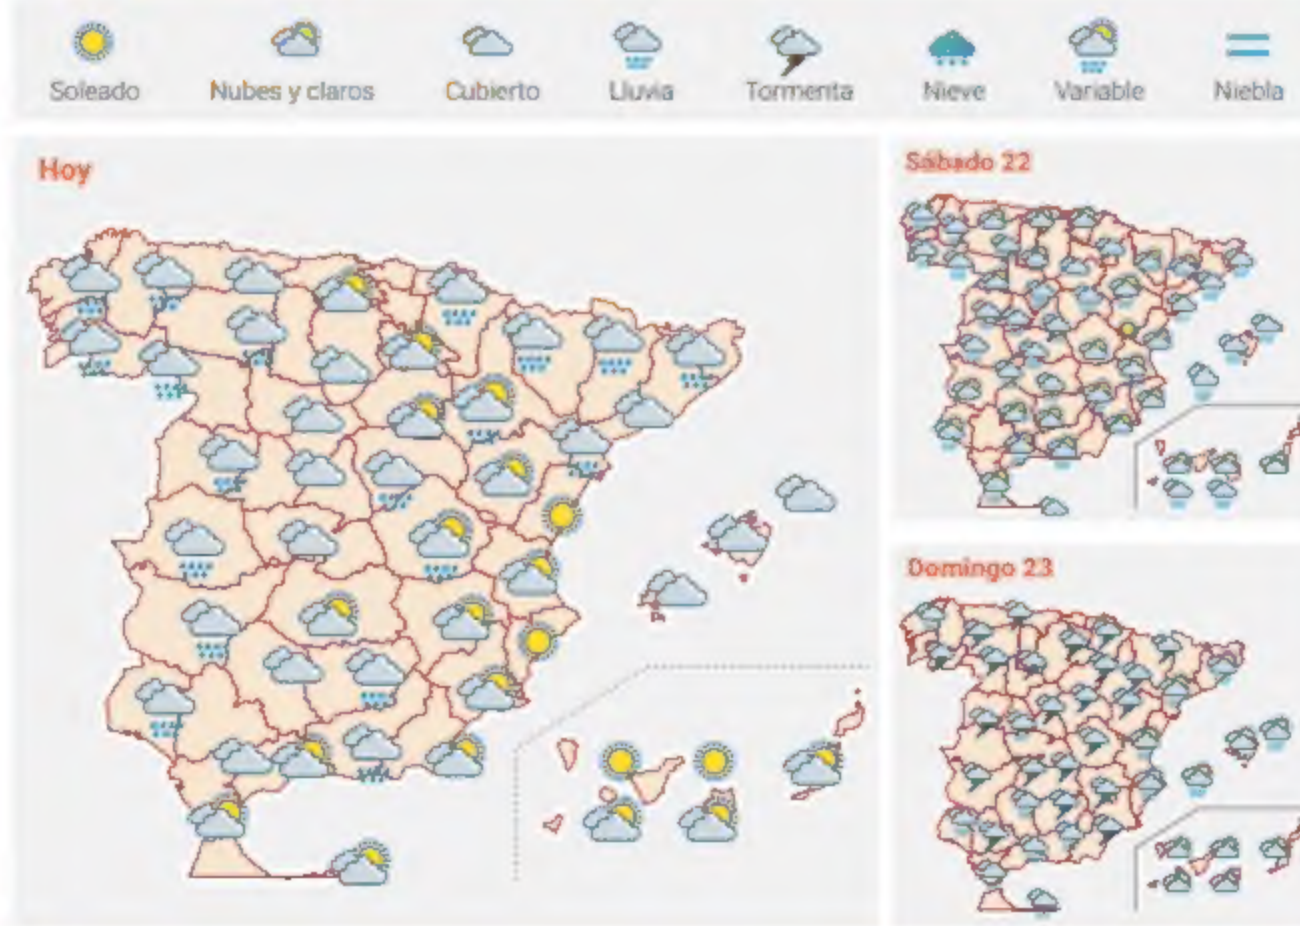 Soleado
Nubes y claros
Cubierto
Lluvia
Tormenta
Nieve
Variable
Niebla
Hoy
Sábado 22
Domingo 23